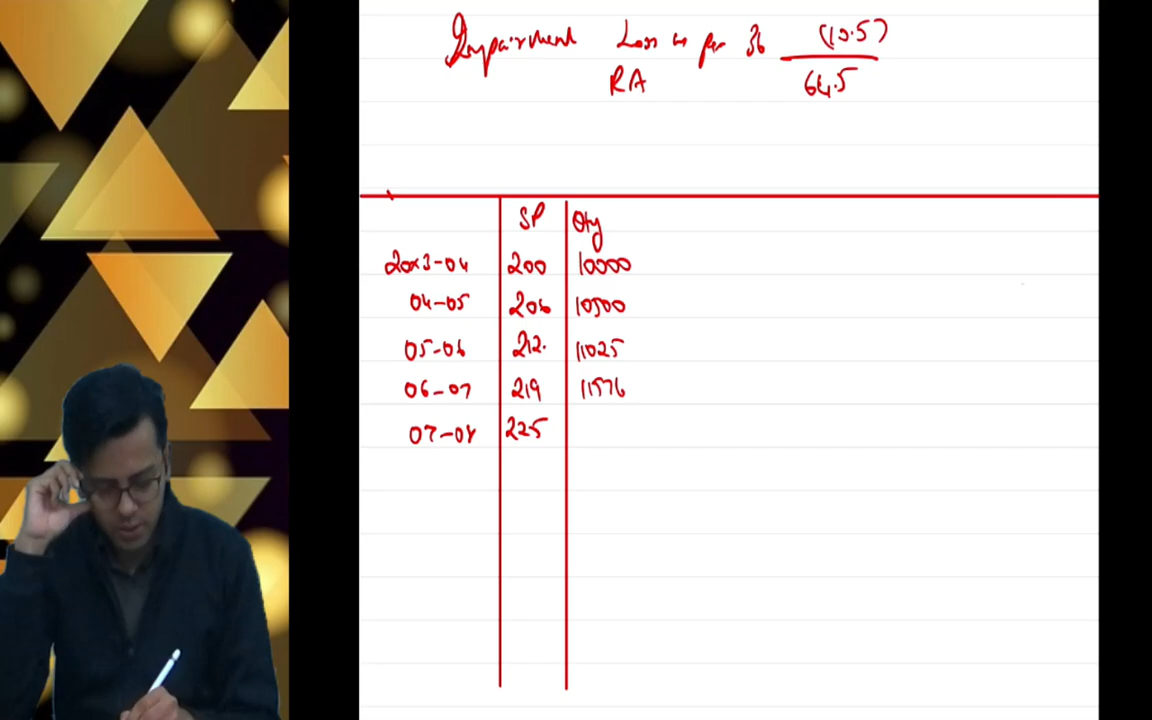 Impairment Loss as per 36 (10.5)
RA 64.5
SP Qty
20x3-04 200 10000
04-05 206 10500
05-06 212. 11025
06-07 219 11576
07-08 225